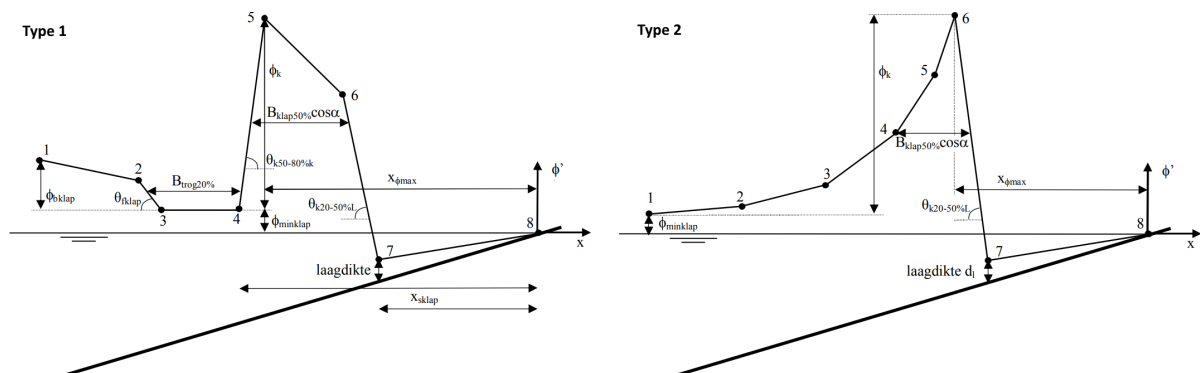 Type 1
5
ϕk
6
Bklap50%cosα
1
2
θk50-80%k
ϕ'
ϕbklap
θfklap
Btrog20%
xϕmax
3
4
ϕminklap
θk20-50%l
8
x
7
laagdikte
xsklap
Type 2
6
ϕk
5
4
Bklap50%cosα
3
ϕ'
1
2
xϕmax
ϕminklap
θk20-50%l
8
x
7
laagdikte dl